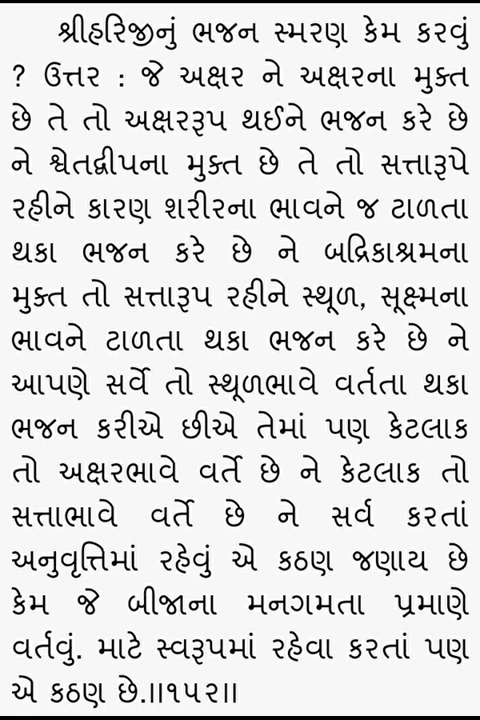 શ્રીહરિજીનું ભજન સ્મરણ કેમ કરવું
? ઉત્તર : જે અક્ષર ને અક્ષરના મુક્ત
છે તે તો અક્ષરરૂપ થઈને ભજન કરે છે
ને શ્વેતદ્વીપના મુક્ત છે તે તો સત્તારૂપે
રહીને કારણ શરીરના ભાવને જ ટાળતા
થકા ભજન કરે છે ને બદ્રિકાશ્રમના
મુક્ત તો સત્તારૂપ રહીને સ્થૂળ, સૂક્ષ્મના
ભાવને ટાળતા થકા ભજન કરે છે ને
આપણે સર્વે તો સ્થૂળભાવે વર્તતા થકા
ભજન કરીએ છીએ તેમાં પણ કેટલાક
તો અક્ષરભાવે વર્તે છે ને કેટલાક તો
સત્તાભાવે વર્તે છે ને સર્વ કરતાં
અનુવૃત્તિમાં રહેવું એ કઠણ જણાય છે
કેમ જે બીજાના મનગમતા પ્રમાણે
વર્તવું. માટે સ્વરૂપમાં રહેવા કરતાં પણ
એ કઠણ છે.॥૧૫૨॥